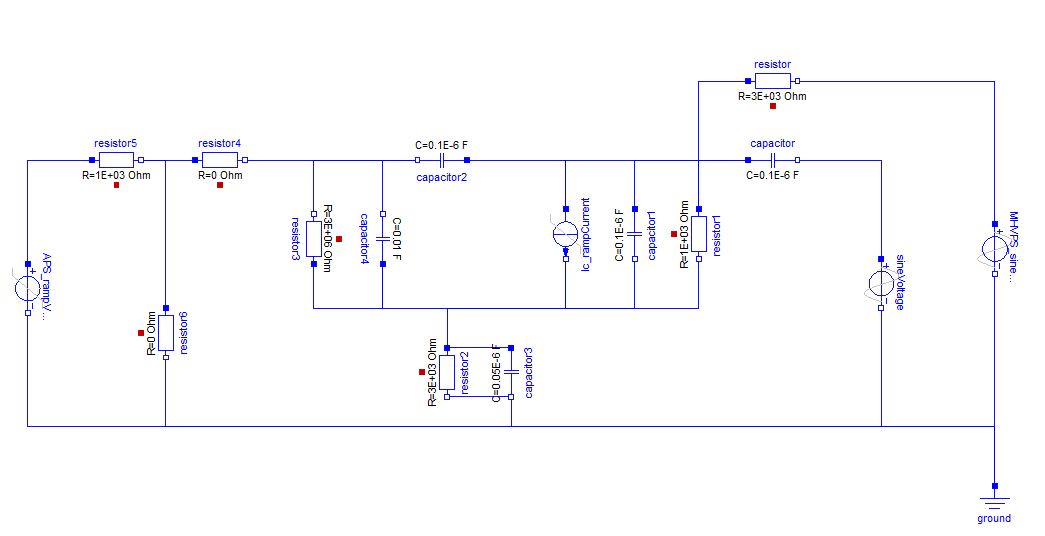 resistor
R=3E+03 Ohm
resistor5
R=1E+03 Ohm
resistor4
R=0 Ohm
C=0.1E-6 F
capacitor2
capacitor
C=0.1E-6 F
resistor3
R=3E+06 Ohm
capacitor4
C=0.01 F
Ic_rampCurrent
C=0.1E-6 F
capacitor1
R=1E+03 Ohm
resistor1
MHVPS_sine...
+
-
sineVoltage
+
-
APS_rampV...
+
-
R=0 Ohm
resistor6
R=3E+03 Ohm
resistor2
C=0.05E-6 F
capacitor3
ground